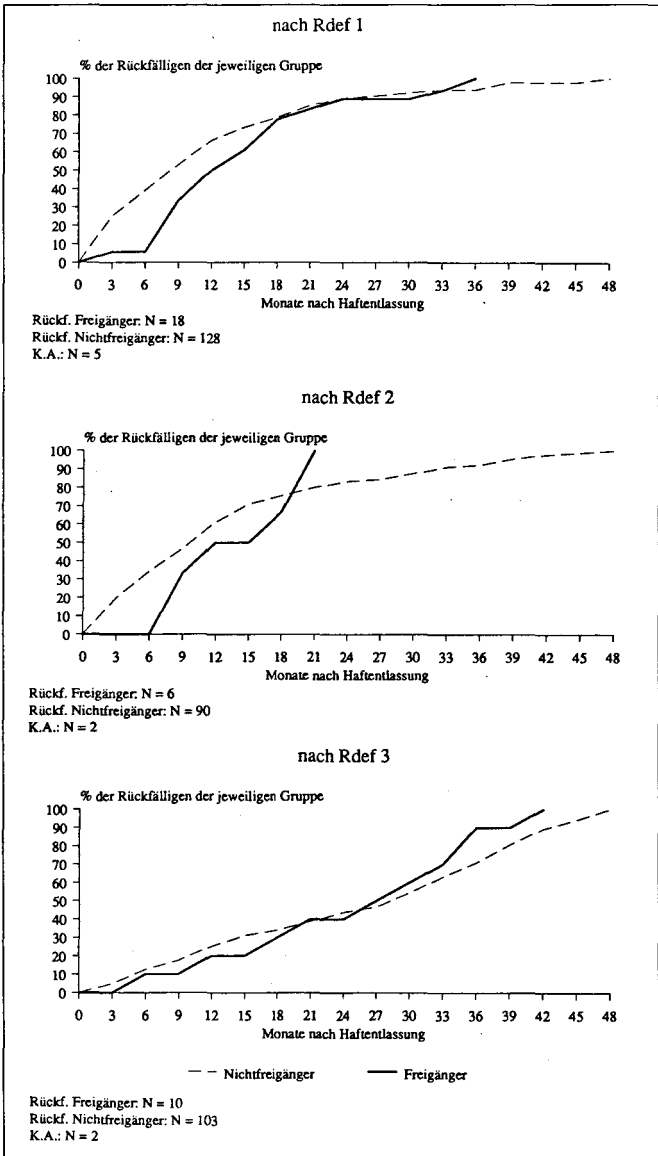 nach Rdef 1
% der Rückfälligen der jeweiligen Gruppe
100
90
80
70
60
50
40
30
20
10
0
0 3 6 9 12 15 18 21 24 27 30 33 36 39 42 45 48
Monate nach Haftentlassung
Rückf. Freigänger: N = 18
Rückf. Nichtfreigänger: N = 128
K.A.: N = 5
nach Rdef 2
% der Rückfälligen der jeweiligen Gruppe
100
90
80
70
60
50
40
30
20
10
0
0 3 6 9 12 15 18 21 24 27 30 33 36 39 42 45 48
Monate nach Haftentlassung
Rückf. Freigänger: N = 6
Rückf. Nichtfreigänger: N = 90
K.A.: N = 2
nach Rdef 3
% der Rückfälligen der jeweiligen Gruppe
100
90
80
70
60
50
40
30
20
10
0
0 3 6 9 12 15 18 21 24 27 30 33 36 39 42 45 48
Monate nach Haftentlassung
Nichtfreigänger Freigänger
Rückf. Freigänger: N = 10
Rückf. Nichtfreigänger: N = 103
K.A.: N = 2